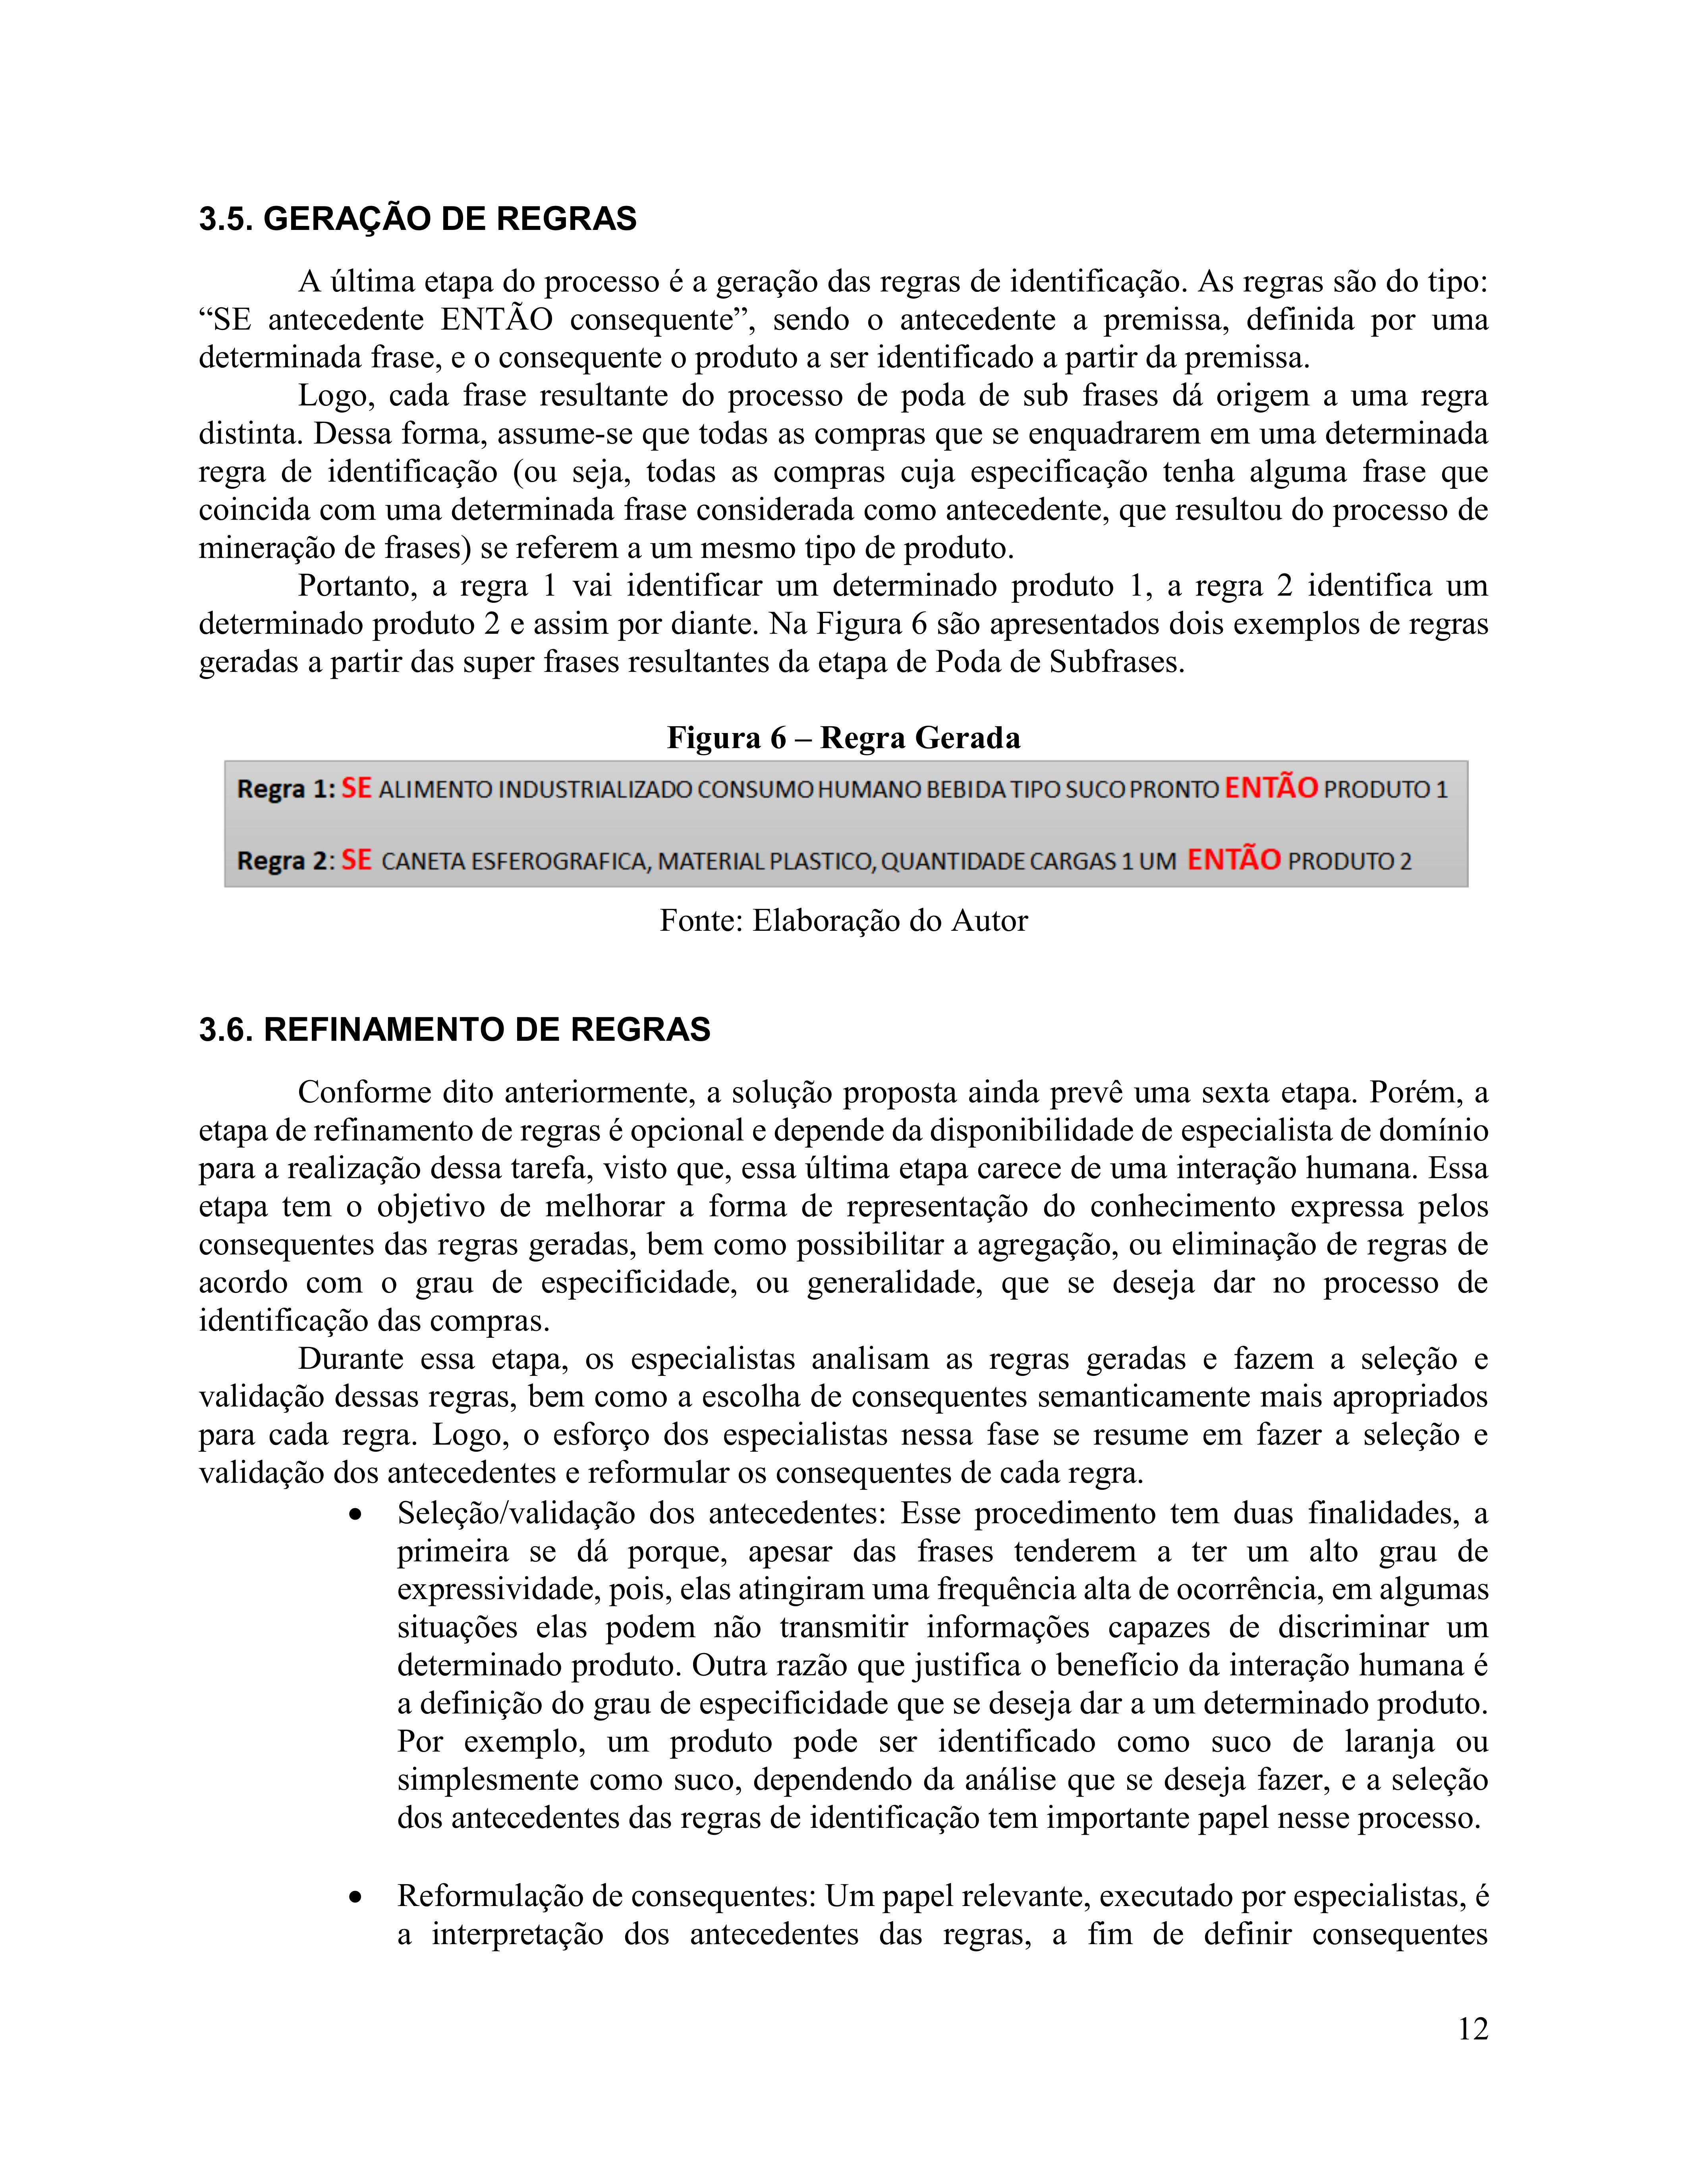 3.5. GERAÇÃO DE REGRAS
A última etapa do processo é a geração das regras de identificação. As regras são do tipo:
“SE antecedente ENTÃO consequente”, sendo o antecedente a premissa, definida por uma
determinada frase, e o consequente o produto a ser identificado a partir da premissa.
Logo, cada frase resultante do processo de poda de sub frases dá origem a uma regra
distinta. Dessa forma, assume-se que todas as compras que se enquadrarem em uma determinada
regra de identificação (ou seja, todas as compras cuja especificação tenha alguma frase que
coincida com uma determinada frase considerada como antecedente, que resultou do processo de
mineração de frases) se referem a um mesmo tipo de produto.
Portanto, a regra 1 vai identificar um determinado produto 1, a regra 2 identifica um
determinado produto 2 e assim por diante. Na Figura 6 são apresentados dois exemplos de regras
geradas a partir das super frases resultantes da etapa de Poda de Subfrases.
Figura 6 – Regra Gerada
Regra 1: SE ALIMENTO INDUSTRIALIZADO CONSUMO HUMANO BEBIDA TIPO SUCO PRONTO ENTÃO PRODUTO 1
Regra 2: SE CANETA ESFEROGRAFICA, MATERIAL PLASTICO, QUANTIDADE CARGAS 1 UM ENTÃO PRODUTO 2
Fonte: Elaboração do Autor
3.6. REFINAMENTO DE REGRAS
Conforme dito anteriormente, a solução proposta ainda prevê uma sexta etapa. Porém, a
etapa de refinamento de regras é opcional e depende da disponibilidade de especialista de domínio
para a realização dessa tarefa, visto que, essa última etapa carece de uma interação humana. Essa
etapa tem o objetivo de melhorar a forma de representação do conhecimento expressa pelos
consequentes das regras geradas, bem como possibilitar a agregação, ou eliminação de regras de
acordo com o grau de especificidade, ou generalidade, que se deseja dar no processo de
identificação das compras.
Durante essa etapa, os especialistas analisam as regras geradas e fazem a seleção e
validação dessas regras, bem como a escolha de consequentes semanticamente mais apropriados
para cada regra. Logo, o esforço dos especialistas nessa fase se resume em fazer a seleção e
validação dos antecedentes e reformular os consequentes de cada regra.
• Seleção/validação dos antecedentes: Esse procedimento tem duas finalidades, a
primeira se dá porque, apesar das frases tenderem a ter um alto grau de
expressividade, pois, elas atingiram uma frequência alta de ocorrência, em algumas
situações elas podem não transmitir informações capazes de discriminar um
determinado produto. Outra razão que justifica o benefício da interação humana é
a definição do grau de especificidade que se deseja dar a um determinado produto.
Por exemplo, um produto pode ser identificado como suco de laranja ou
simplesmente como suco, dependendo da análise que se deseja fazer, e a seleção
dos antecedentes das regras de identificação tem importante papel nesse processo.
• Reformulação de consequentes: Um papel relevante, executado por especialistas, é
a interpretação dos antecedentes das regras, a fim de definir consequentes
12